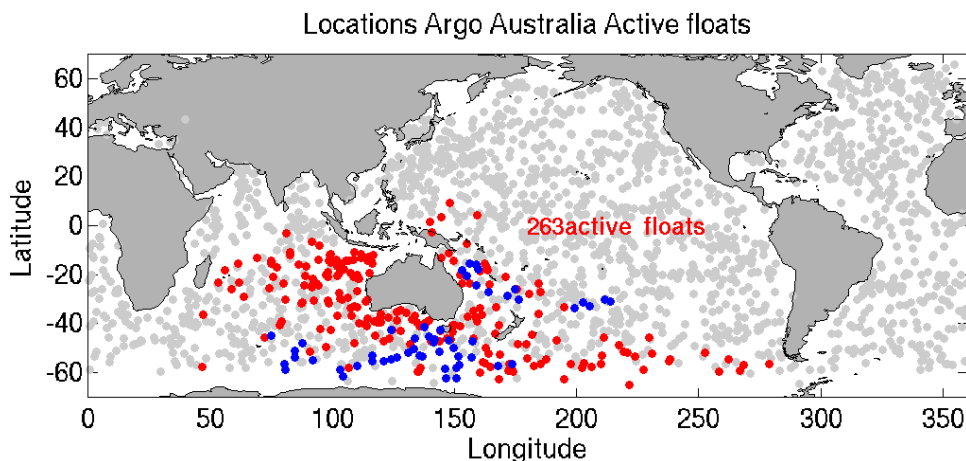 Locations Argo Australia Active floats
60
40
20
0
-20
-40
-60
Latitude
263active floats
0 50 100 150 200 250 300 350
Longitude